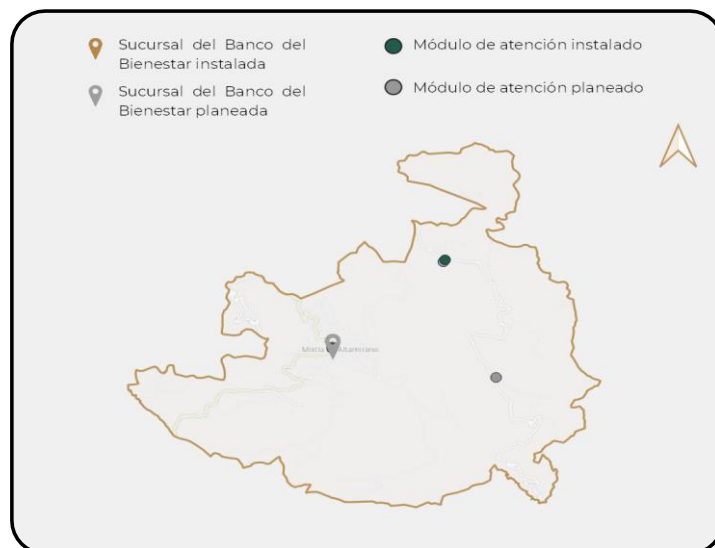 Sucursal del Banco del
Bienestar instalada
Sucursal del Banco del
Bienestar planeada
Módulo de atención instalado
Módulo de atención planeado